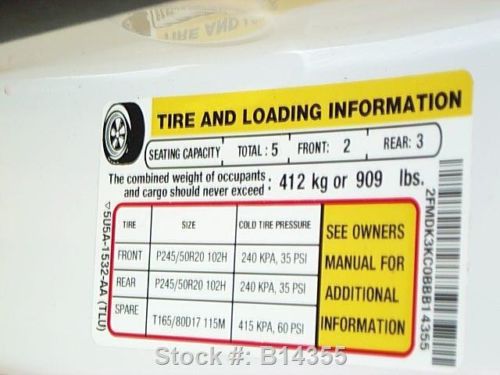 TIRE AND
TIRE AND LOADING INFORMATION
SEATING CAPACITY TOTAL : 5 FRONT: 2 REAR: 3
The combined weight of occupants
and cargo should never exceed : 412 kg or 909 lbs.
TIRE SIZE COLD TIRE PRESSURE
FRONT P245/50R20 102H 240 KPA, 35 PSI
REAR P245/50R20 102H 240 KPA, 35 PSI
SPARE T165/80D17 115M 415 KPA, 60 PSI
SEE OWNERS
MANUAL FOR
ADDITIONAL
INFORMATION
5U5A-1532-AA (TLU)
2FMDK3KC0BBB14355
Stock #: B14355